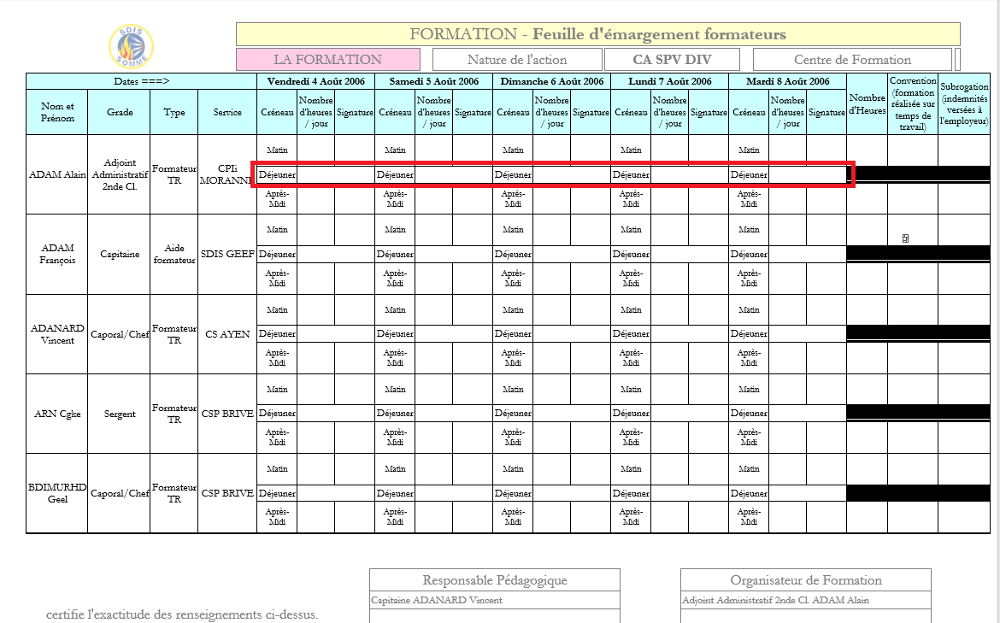 SDIS
SOMME
FORMATION - Feuille d'émargement formateurs
LA FORMATION Nature de l'action CA SPV DIV Centre de Formation
Dates ===> Vendredi 4 Août 2006 Samedi 5 Août 2006 Dimanche 6 Août 2006 Lundi 7 Août 2006 Mardi 8 Août 2006
Nom et Prénom Grade Type Service Créneau Nombre d'heures / jour Signature Créneau Nombre d'heures / jour Signature Créneau Nombre d'heures / jour Signature Créneau Nombre d'heures / jour Signature Créneau Nombre d'heures / jour Signature Nombre d'Heures Convention (formation réalisée sur temps de travail) Subrogation (indemnités versées à l'employeur)
Matin Matin Matin Matin Matin
ADAM Alain Adjoint Administratif 2nde Cl. Formateur TR CPIi MORANNI Déjeuner Déjeuner Déjeuner Déjeuner Déjeuner
Après-Midi Après-Midi Après-Midi Après-Midi Après-Midi
Matin Matin Matin Matin Matin
ADAM François Capitaine Aide formateur SDIS GEEF Déjeuner Déjeuner Déjeuner Déjeuner Déjeuner
Après-Midi Après-Midi Après-Midi Après-Midi Après-Midi
Matin Matin Matin Matin Matin
ADANARD Vincent Caporal/Chef Formateur TR CS AYEN Déjeuner Déjeuner Déjeuner Déjeuner Déjeuner
Après-Midi Après-Midi Après-Midi Après-Midi Après-Midi
Matin Matin Matin Matin Matin
ARN Cgke Sergent Formateur TR CSP BRIVE Déjeuner Déjeuner Déjeuner Déjeuner Déjeuner
Après-Midi Après-Midi Après-Midi Après-Midi Après-Midi
Matin Matin Matin Matin Matin
BDIMURHD Geel Caporal/Chef Formateur TR CSP BRIVE Déjeuner Déjeuner Déjeuner Déjeuner Déjeuner
Après-Midi Après-Midi Après-Midi Après-Midi Après-Midi
Responsable Pédagogique Organisateur de Formation
Capitaine ADANARD Vincent Adjoint Administratif 2nde Cl. ADAM Alain
certifie l'exactitude des renseignements ci-dessus.